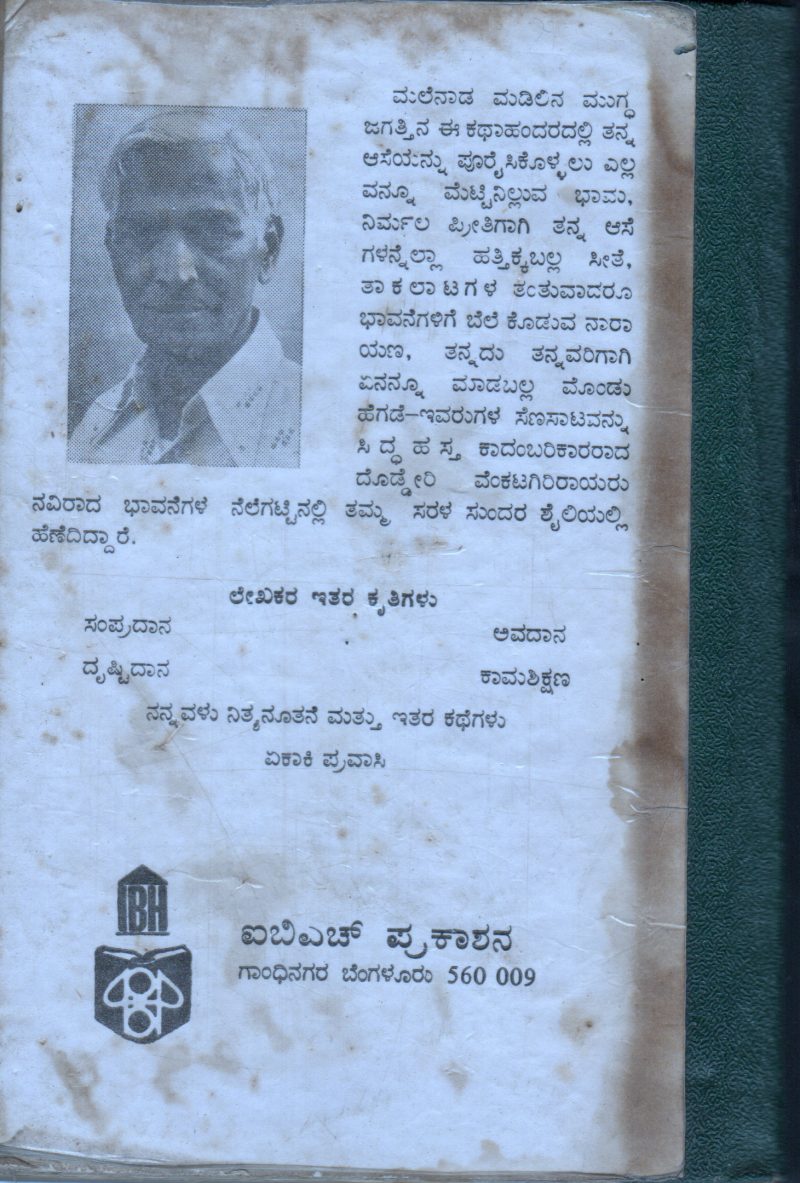 ಮಲೆನಾಡ ಮಡಿಲಿನ ಮುಗ್ಧ
ಜಗತ್ತಿನ ಈ ಕಥಾಹಂದರದಲ್ಲಿ ತನ್ನ
ಆಸೆಯನ್ನು ಪೂರೈಸಿಕೊಳ್ಳಲು ಎಲ್ಲ
ವನ್ನೂ ಮೆಟ್ಟಿನಿಲ್ಲುವ ಭಾಮ,
ನಿರ್ಮಲ ಪ್ರೀತಿಗಾಗಿ ತನ್ನ ಆಸೆ
ಗಳನ್ನೆಲ್ಲಾ ಹತ್ತಿಕ್ಕಬಲ್ಲ ಸೀತೆ,
ತಾಕಲಾಟಗಳ ತಂತುವಾದರೂ
ಭಾವನೆಗಳಿಗೆ ಬೆಲೆ ಕೊಡುವ ನಾರಾ
ಯಣ, ತನ್ನದು ತನ್ನವರಿಗಾಗಿ
ಏನನ್ನೂ ಮಾಡಬಲ್ಲ ಮೊಂಡು
ಹೆಗಡೆ–ಇವರುಗಳ ಸೆಣಸಾಟವನ್ನು
ಸಿದ್ಧಹಸ್ತ ಕಾದಂಬರಿಕಾರರಾದ
ದೊಡ್ಡೇರಿ ವೆಂಕಟಗಿರಿರಾಯರು
ನವಿರಾದ ಭಾವನೆಗಳ ನೆಲೆಗಟ್ಟಿನಲ್ಲಿ ತಮ್ಮ ಸರಳ ಸುಂದರ ಶೈಲಿಯಲ್ಲಿ
ಹೆಣೆದಿದ್ದಾರೆ.
ಲೇಖಕರ ಇತರ ಕೃತಿಗಳು
ಸಂಪ್ರದಾನ ಅವದಾನ
ದೃಷ್ಟಿದಾನ ಕಾಮಶಿಕ್ಷಣ
ನನ್ನವಳು ನಿತ್ಯನೂತನೆ ಮತ್ತು ಇತರ ಕಥೆಗಳು
ಏಕಾಕಿ ಪ್ರವಾಸಿ
IBH
ಐಬಿಎಚ್ ಪ್ರಕಾಶನ
ಗಾಂಧಿನಗರ ಬೆಂಗಳೂರು 560 009